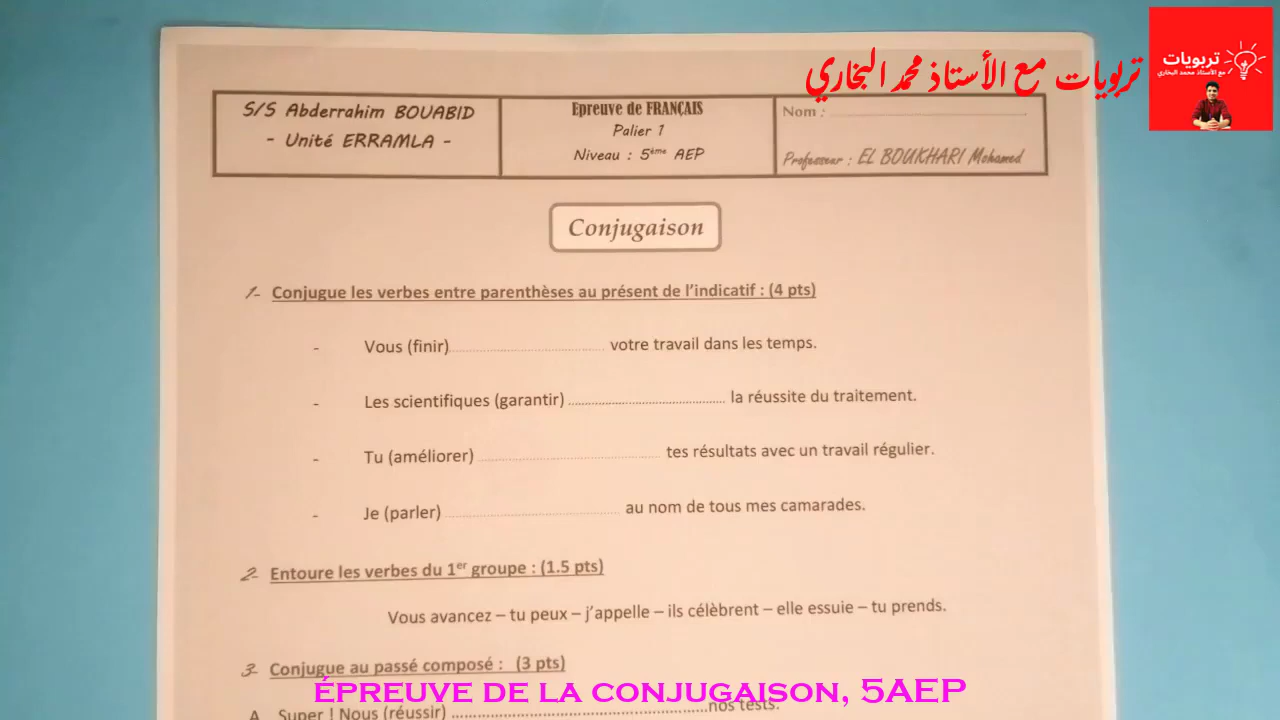 تربويات مع الأستاذ محمد البخاري
تربويات
مع الأستاذ محمد البخاري
S/S Abderrahim BOUABID
- Unité ERRAMLA -
Epreuve de FRANÇAIS
Palier 1
Niveau : 5ème AEP
Nom : ........................................
Professeur : EL BOUKHARI Mohamed
Conjugaison
1- Conjugue les verbes entre parenthèses au présent de l’indicatif : (4 pts)
- Vous (finir)........................................ votre travail dans les temps.
- Les scientifiques (garantir) ........................................ la réussite du traitement.
- Tu (améliorer) ........................................ tes résultats avec un travail régulier.
- Je (parler) ........................................ au nom de tous mes camarades.
2- Entoure les verbes du 1er groupe : (1.5 pts)
Vous avancez – tu peux – j’appelle – ils célèbrent – elle essuie – tu prends.
3- Conjugue au passé composé : (3 pts)
A. Super ! Nous (réussir) ........................................nos tests.
ÉPREUVE DE LA CONJUGAISON, 5AEP